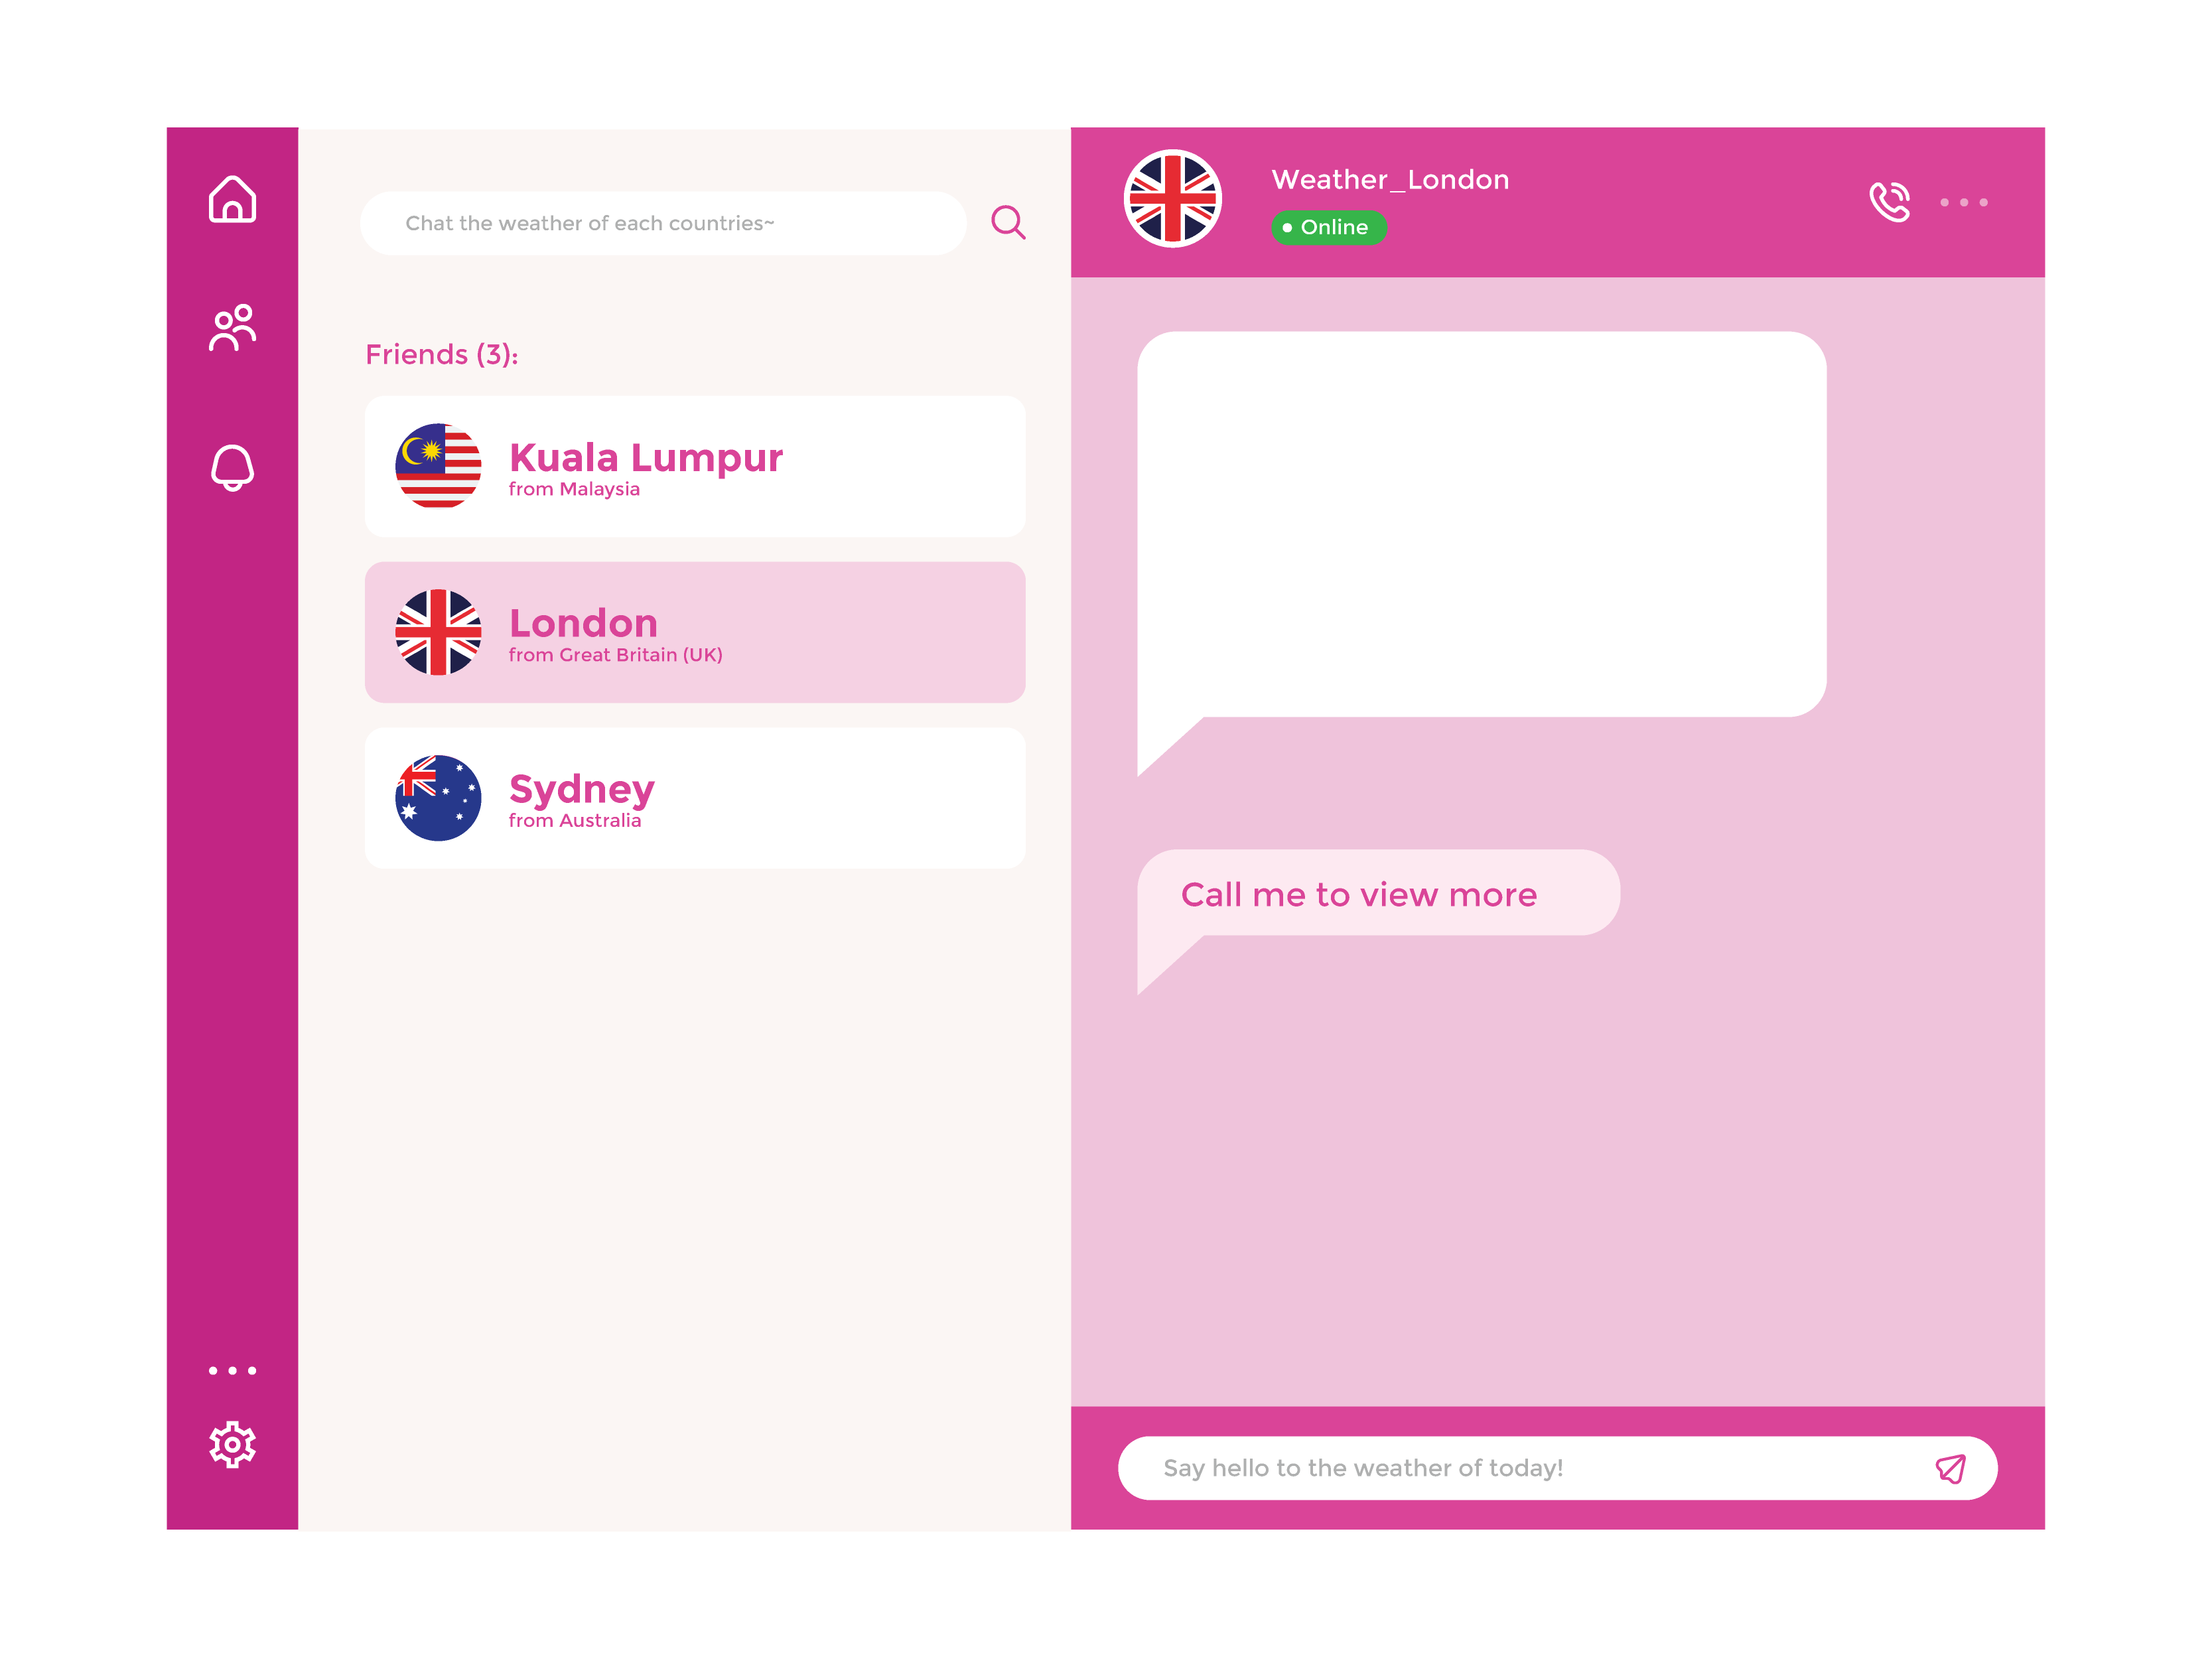 Chat the weather of each countries~
Friends (3):
Kuala Lumpur
from Malaysia
London
from Great Britain (UK)
Sydney
from Australia
Weather_London
Online
Call me to view more
Say hello to the weather of today!